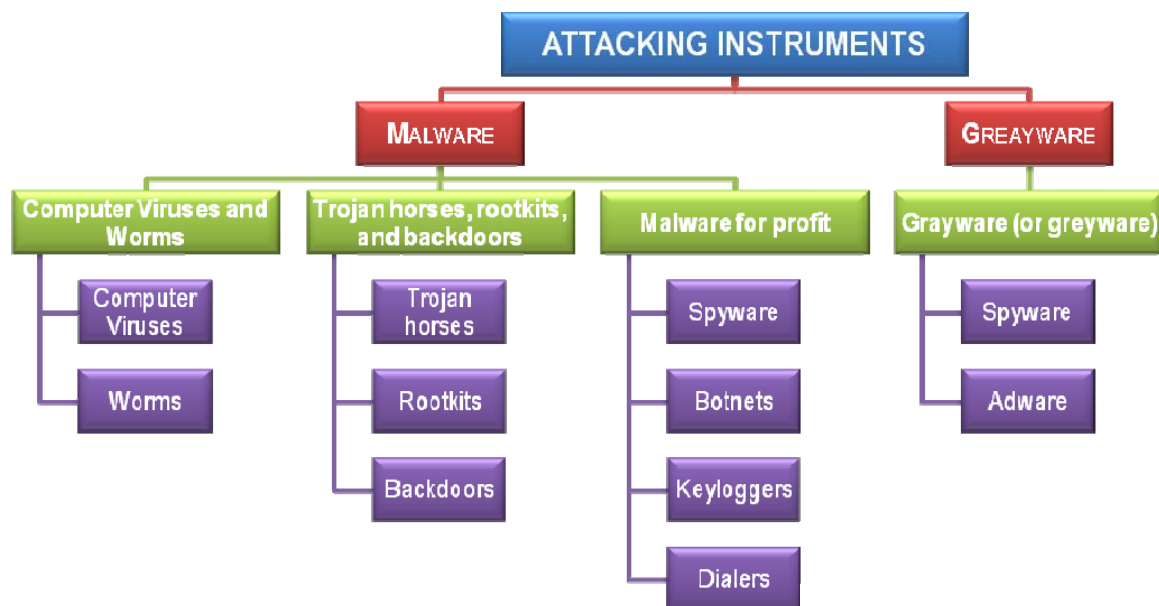 ATTACKING INSTRUMENTS
MALWARE
GREAYWARE
Computer Viruses and
Worms
Trojan horses, rootkits,
and backdoors
Malware for profit
Grayware (or greyware)
Computer
Viruses
Worms
Trojan
horses
Rootkits
Backdoors
Spyware
Botnets
Keyloggers
Dialers
Spyware
Adware